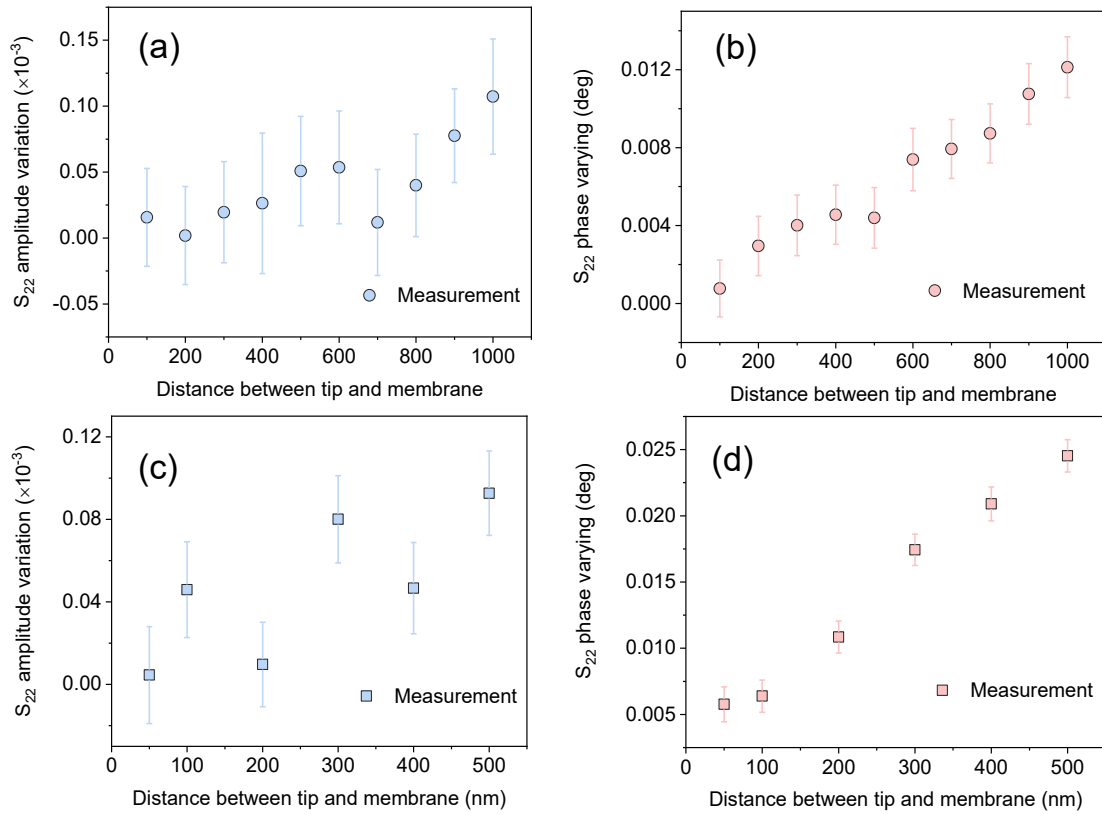 (a)
S22 amplitude variation (×10-3)
0.15
0.10
0.05
0.00
-0.05
Measurement
0 200 400 600 800 1000
Distance between tip and membrane
(b)
S22 phase varying (deg)
0.012
0.008
0.004
0.000
Measurement
0 200 400 600 800 1000
Distance between tip and membrane
(c)
S22 amplitude variation (×10-3)
0.12
0.08
0.04
0.00
Measurement
0 100 200 300 400 500
Distance between tip and membrane (nm)
(d)
S22 phase varying (deg)
0.025
0.020
0.015
0.010
0.005
Measurement
0 100 200 300 400 500
Distance between tip and membrane (nm)